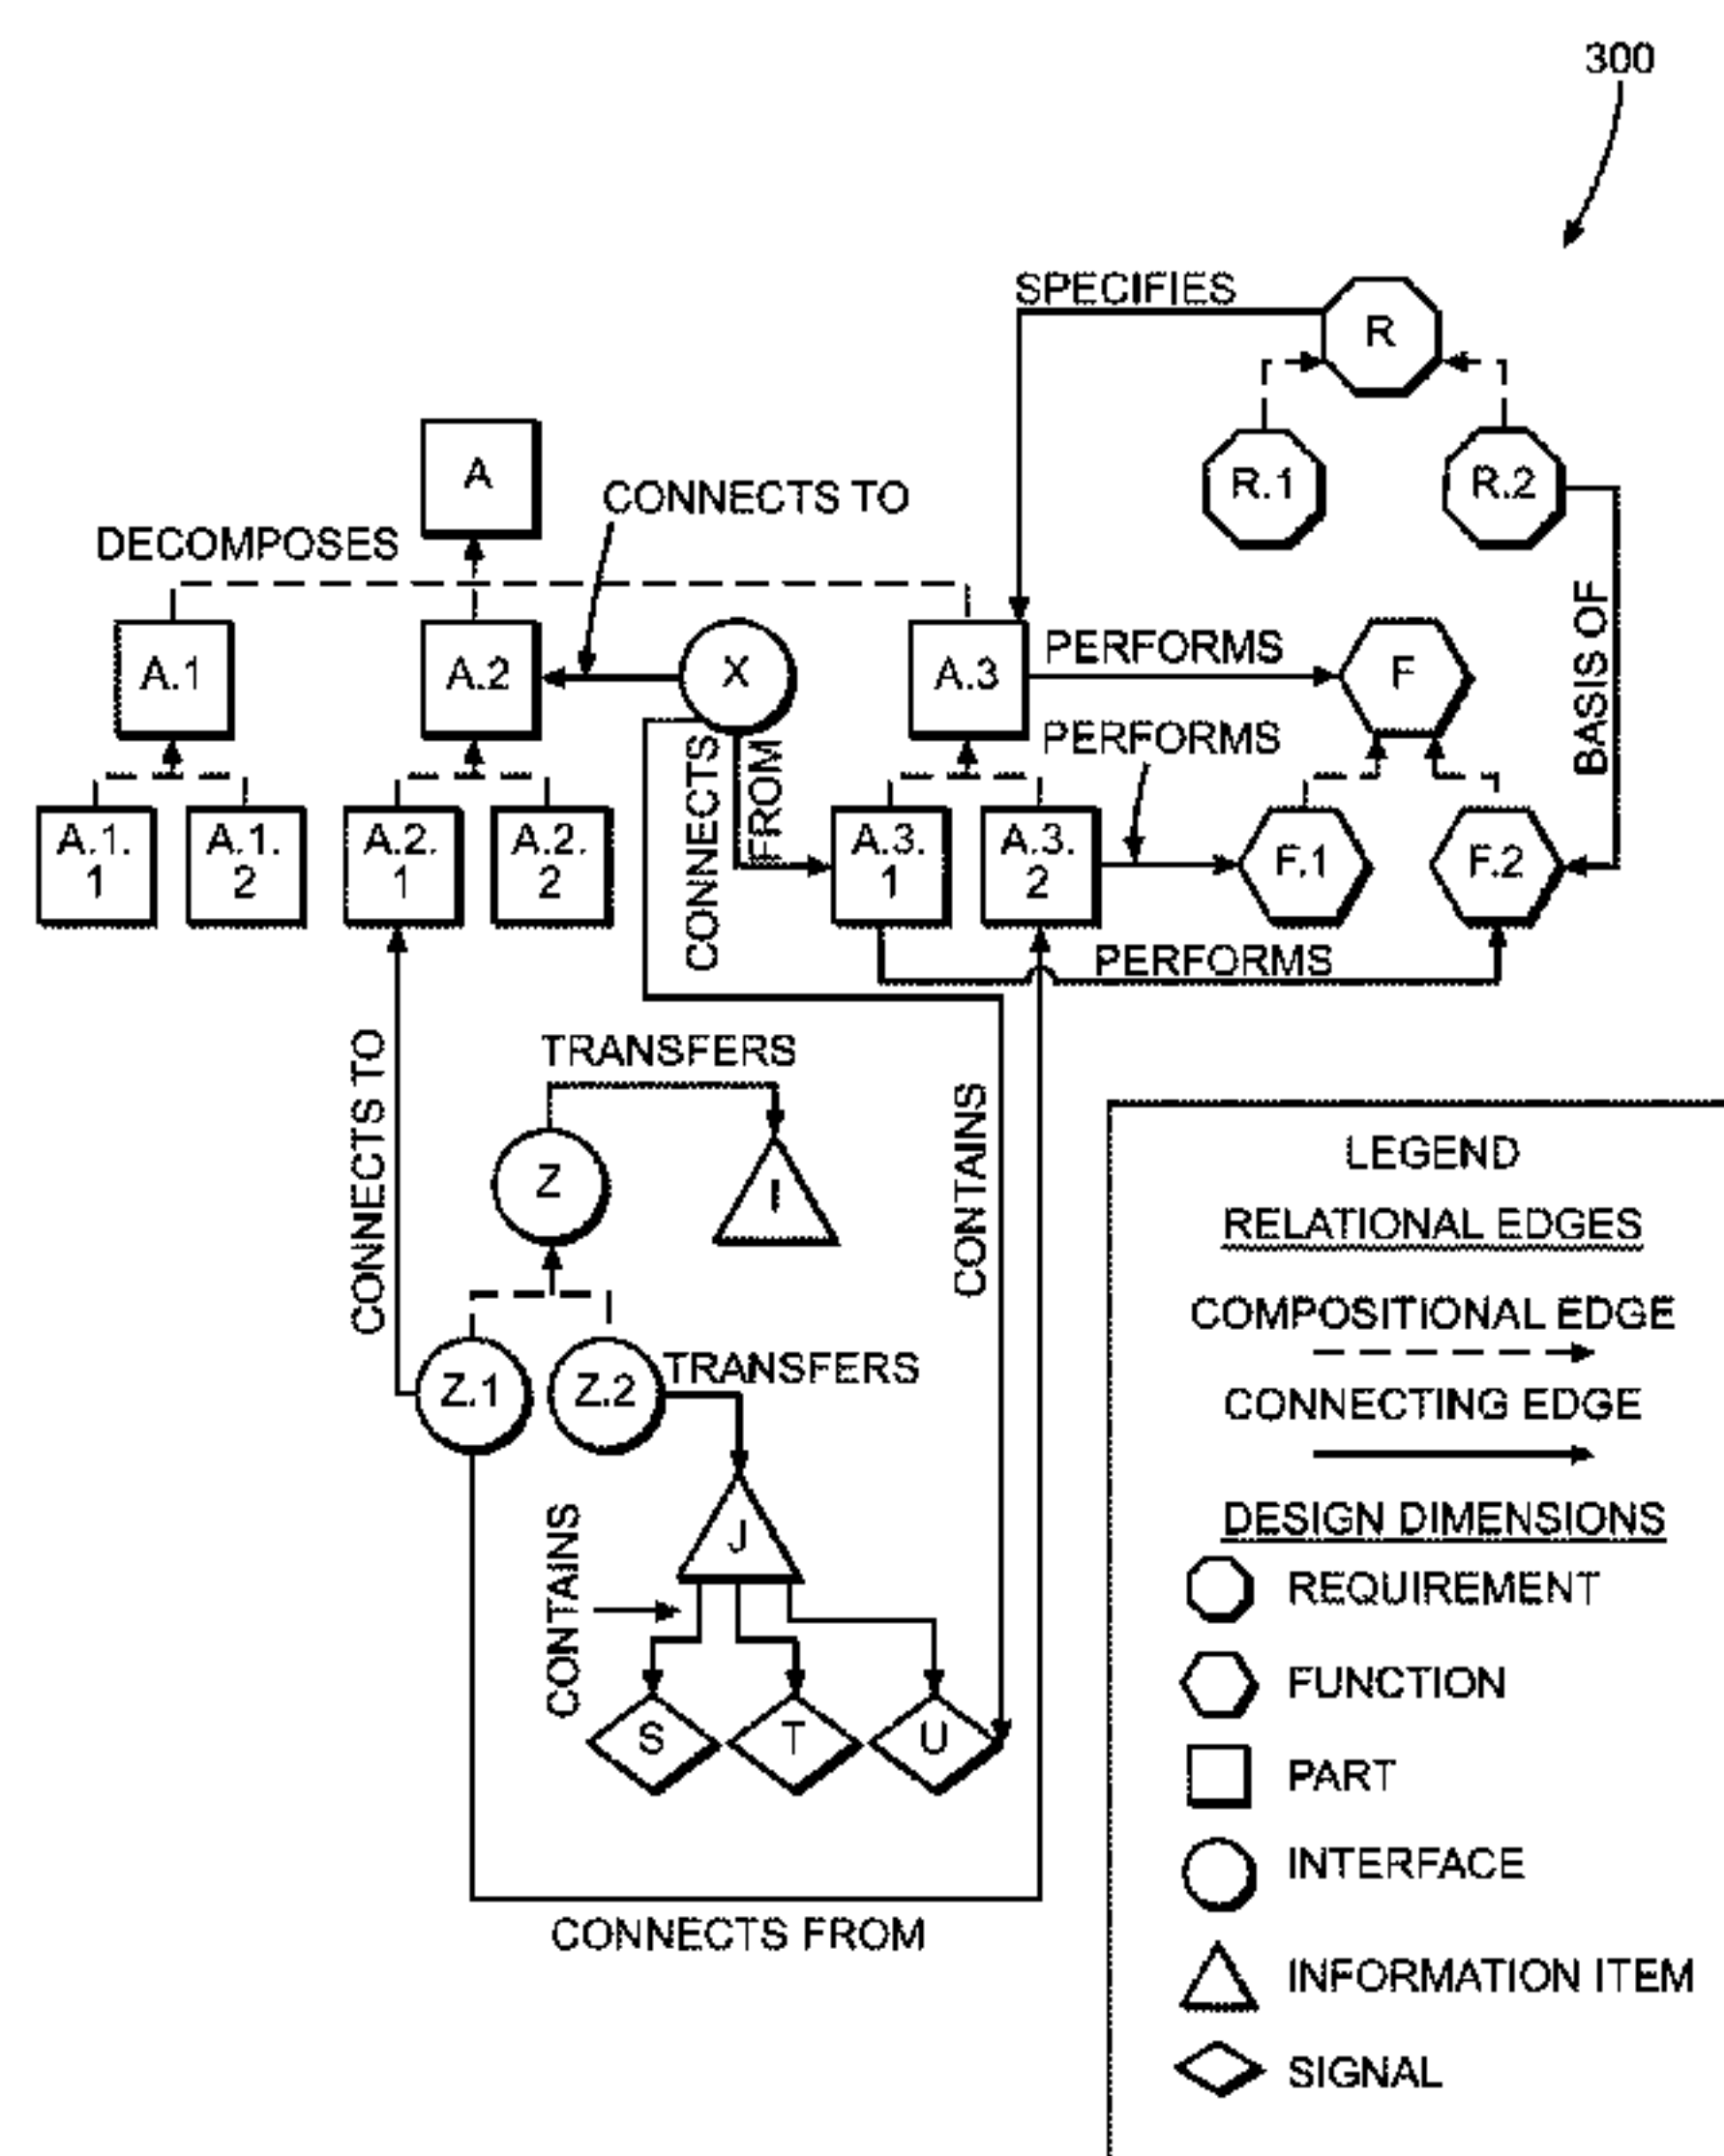 300
SPECIFIES
R
R.1
R.2
A
CONNECTS TO
DECOMPOSES
BASIS OF
A.1
A.2
X
A.3
PERFORMS
F
PERFORMS
CONNECTS
FROM
A.1.
1
A.1.
2
A.2.
1
A.2.
2
A.3.
1
A.3.
2
F.1
F.2
PERFORMS
CONNECTS TO
TRANSFERS
Z
I
CONTAINS
Z.1
Z.2
TRANSFERS
J
CONTAINS
S
T
U
CONNECTS FROM
LEGEND
RELATIONAL EDGES
COMPOSITIONAL EDGE
CONNECTING EDGE
DESIGN DIMENSIONS
REQUIREMENT
FUNCTION
PART
INTERFACE
INFORMATION ITEM
SIGNAL